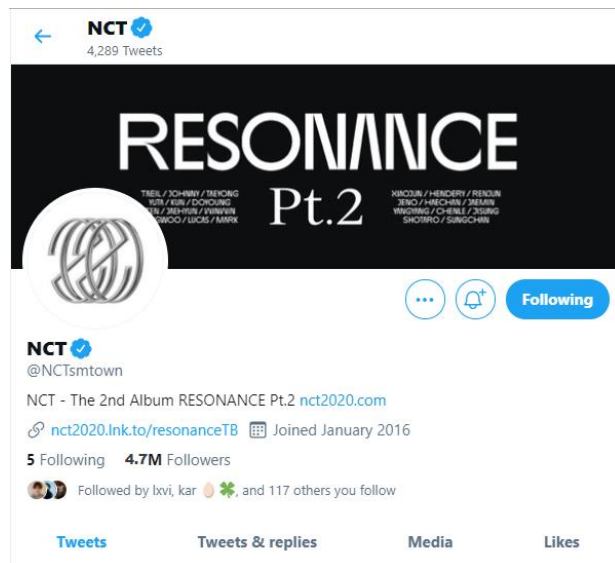 NCT
4,289 Tweets
RESONANCE
Pt.2
TAEIL / JOHNNY / TAEYONG
YUTA / KUN / DOYOUNG
TEN / JAEHYUN / WINWIN
WOO / LUCAS / MARK
XIAOJUN / HENDERY / RENJUN
JENO / HAECHAN / JAEMIN
YANGYANG / CHENLE / JISUNG
SHOTARO / SUNGCHAN
Following
NCT
@NCTsmtown
NCT - The 2nd Album RESONANCE Pt.2 nct2020.com
nct2020.lnk.to/resonanceTB Joined January 2016
5 Following 4.7M Followers
Followed by lxvi, kar 🥚 🍀, and 117 others you follow
Tweets Tweets & replies Media Likes